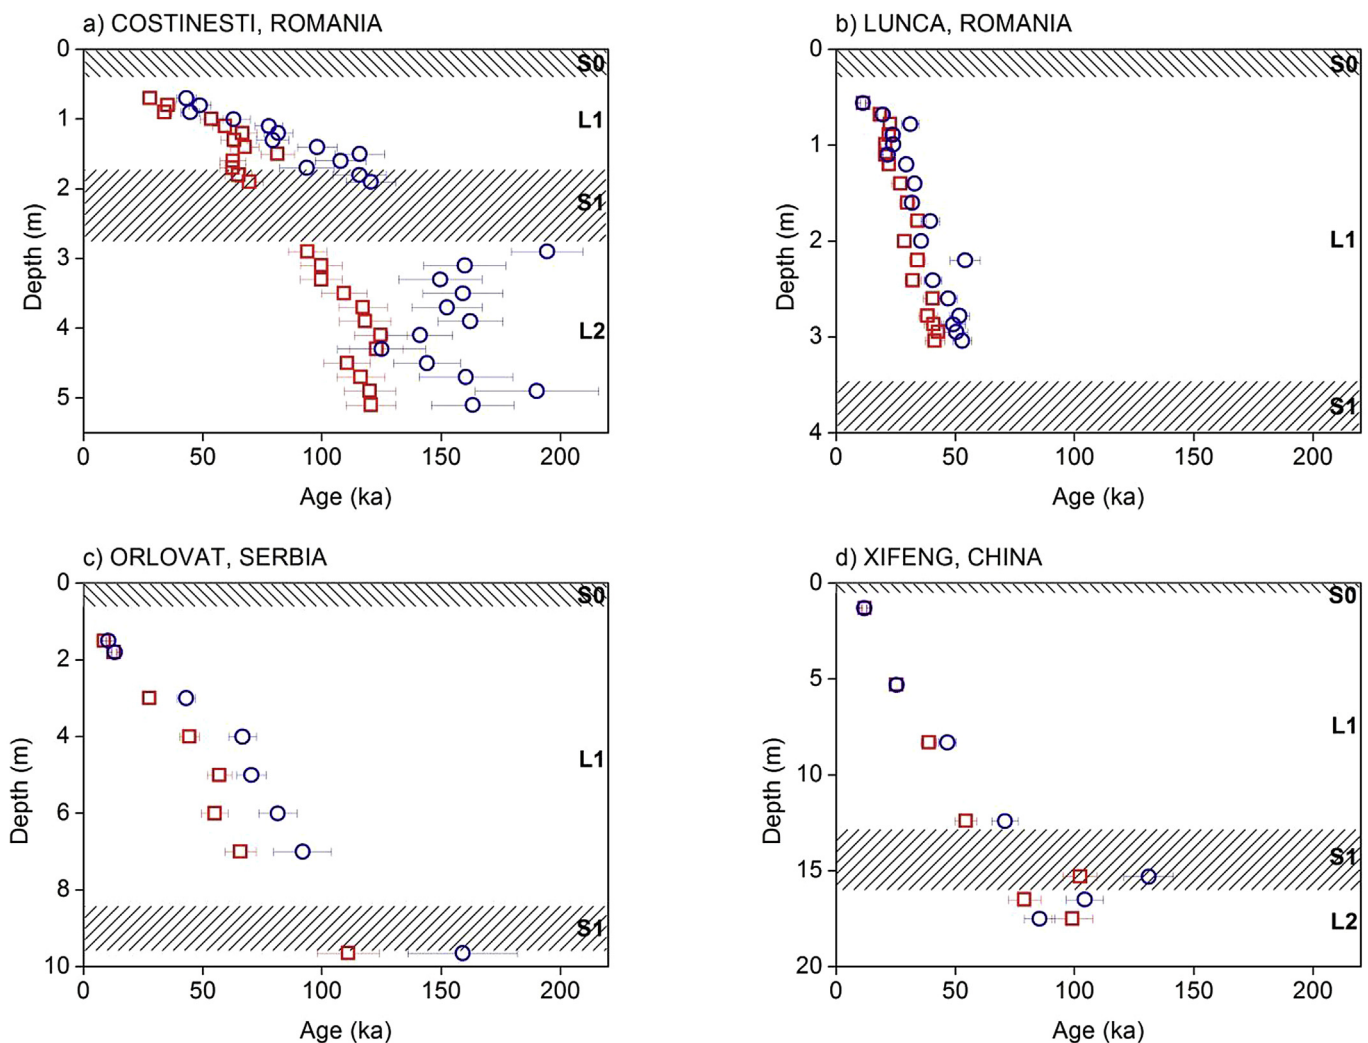 a) COSTINESTI, ROMANIA
0
1
2
3
4
5
Depth (m)
S0
L1
S1
L2
0 50 100 150 200
Age (ka)
b) LUNCA, ROMANIA
0
1
2
3
4
Depth (m)
S0
L1
S1
0 50 100 150 200
Age (ka)
c) ORLOVAT, SERBIA
0
2
4
6
8
10
Depth (m)
S0
L1
S1
0 50 100 150 200
Age (ka)
d) XIFENG, CHINA
0
5
10
15
20
Depth (m)
S0
L1
S1
L2
0 50 100 150 200
Age (ka)